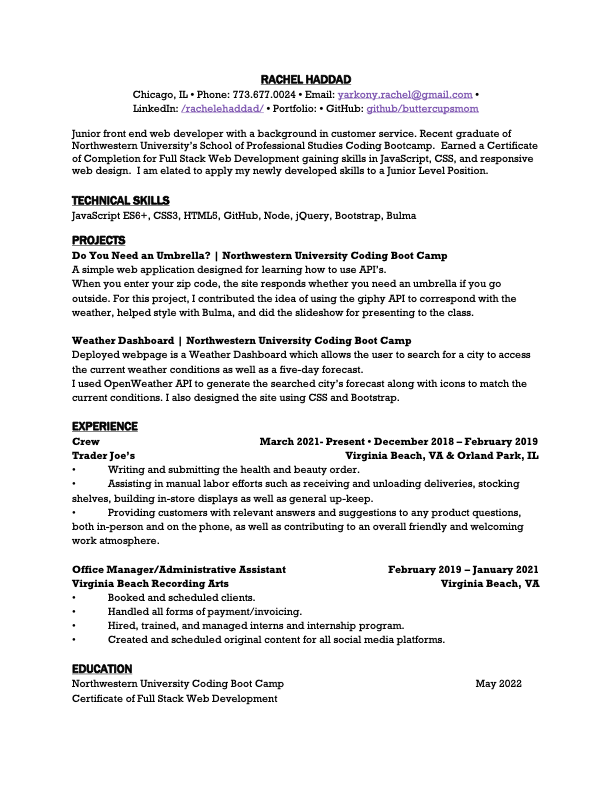 RACHEL HADDAD
Chicago, IL • Phone: 773.677.0024 • Email: yarkony.rachel@gmail.com •
LinkedIn: /rachelehaddad/ • Portfolio: • GitHub: github/buttercupsmom
Junior front end web developer with a background in customer service. Recent graduate of
Northwestern University's School of Professional Studies Coding Bootcamp. Earned a Certificate
of Completion for Full Stack Web Development gaining skills in JavaScript, CSS, and responsive
web design. I am elated to apply my newly developed skills to a Junior Level Position.
TECHNICAL SKILLS
JavaScript ES6+, CSS3, HTML5, GitHub, Node, jQuery, Bootstrap, Bulma
PROJECTS
Do You Need an Umbrella? | Northwestern University Coding Boot Camp
A simple web application designed for learning how to use API's.
When you enter your zip code, the site responds whether you need an umbrella if you go
outside. For this project, I contributed the idea of using the giphy API to correspond with the
weather, helped style with Bulma, and did the slideshow for presenting to the class.
Weather Dashboard | Northwestern University Coding Boot Camp
Deployed webpage is a Weather Dashboard which allows the user to search for a city to access
the current weather conditions as well as a five-day forecast.
I used OpenWeather API to generate the searched city's forecast along with icons to match the
current conditions. I also designed the site using CSS and Bootstrap.
EXPERIENCE
Crew March 2021- Present • December 2018 – February 2019
Trader Joe's Virginia Beach, VA & Orland Park, IL
• Writing and submitting the health and beauty order.
• Assisting in manual labor efforts such as receiving and unloading deliveries, stocking
shelves, building in-store displays as well as general up-keep.
• Providing customers with relevant answers and suggestions to any product questions,
both in-person and on the phone, as well as contributing to an overall friendly and welcoming
work atmosphere.
Office Manager/Administrative Assistant February 2019 – January 2021
Virginia Beach Recording Arts Virginia Beach, VA
• Booked and scheduled clients.
• Handled all forms of payment/invoicing.
• Hired, trained, and managed interns and internship program.
• Created and scheduled original content for all social media platforms.
EDUCATION
Northwestern University Coding Boot Camp May 2022
Certificate of Full Stack Web Development